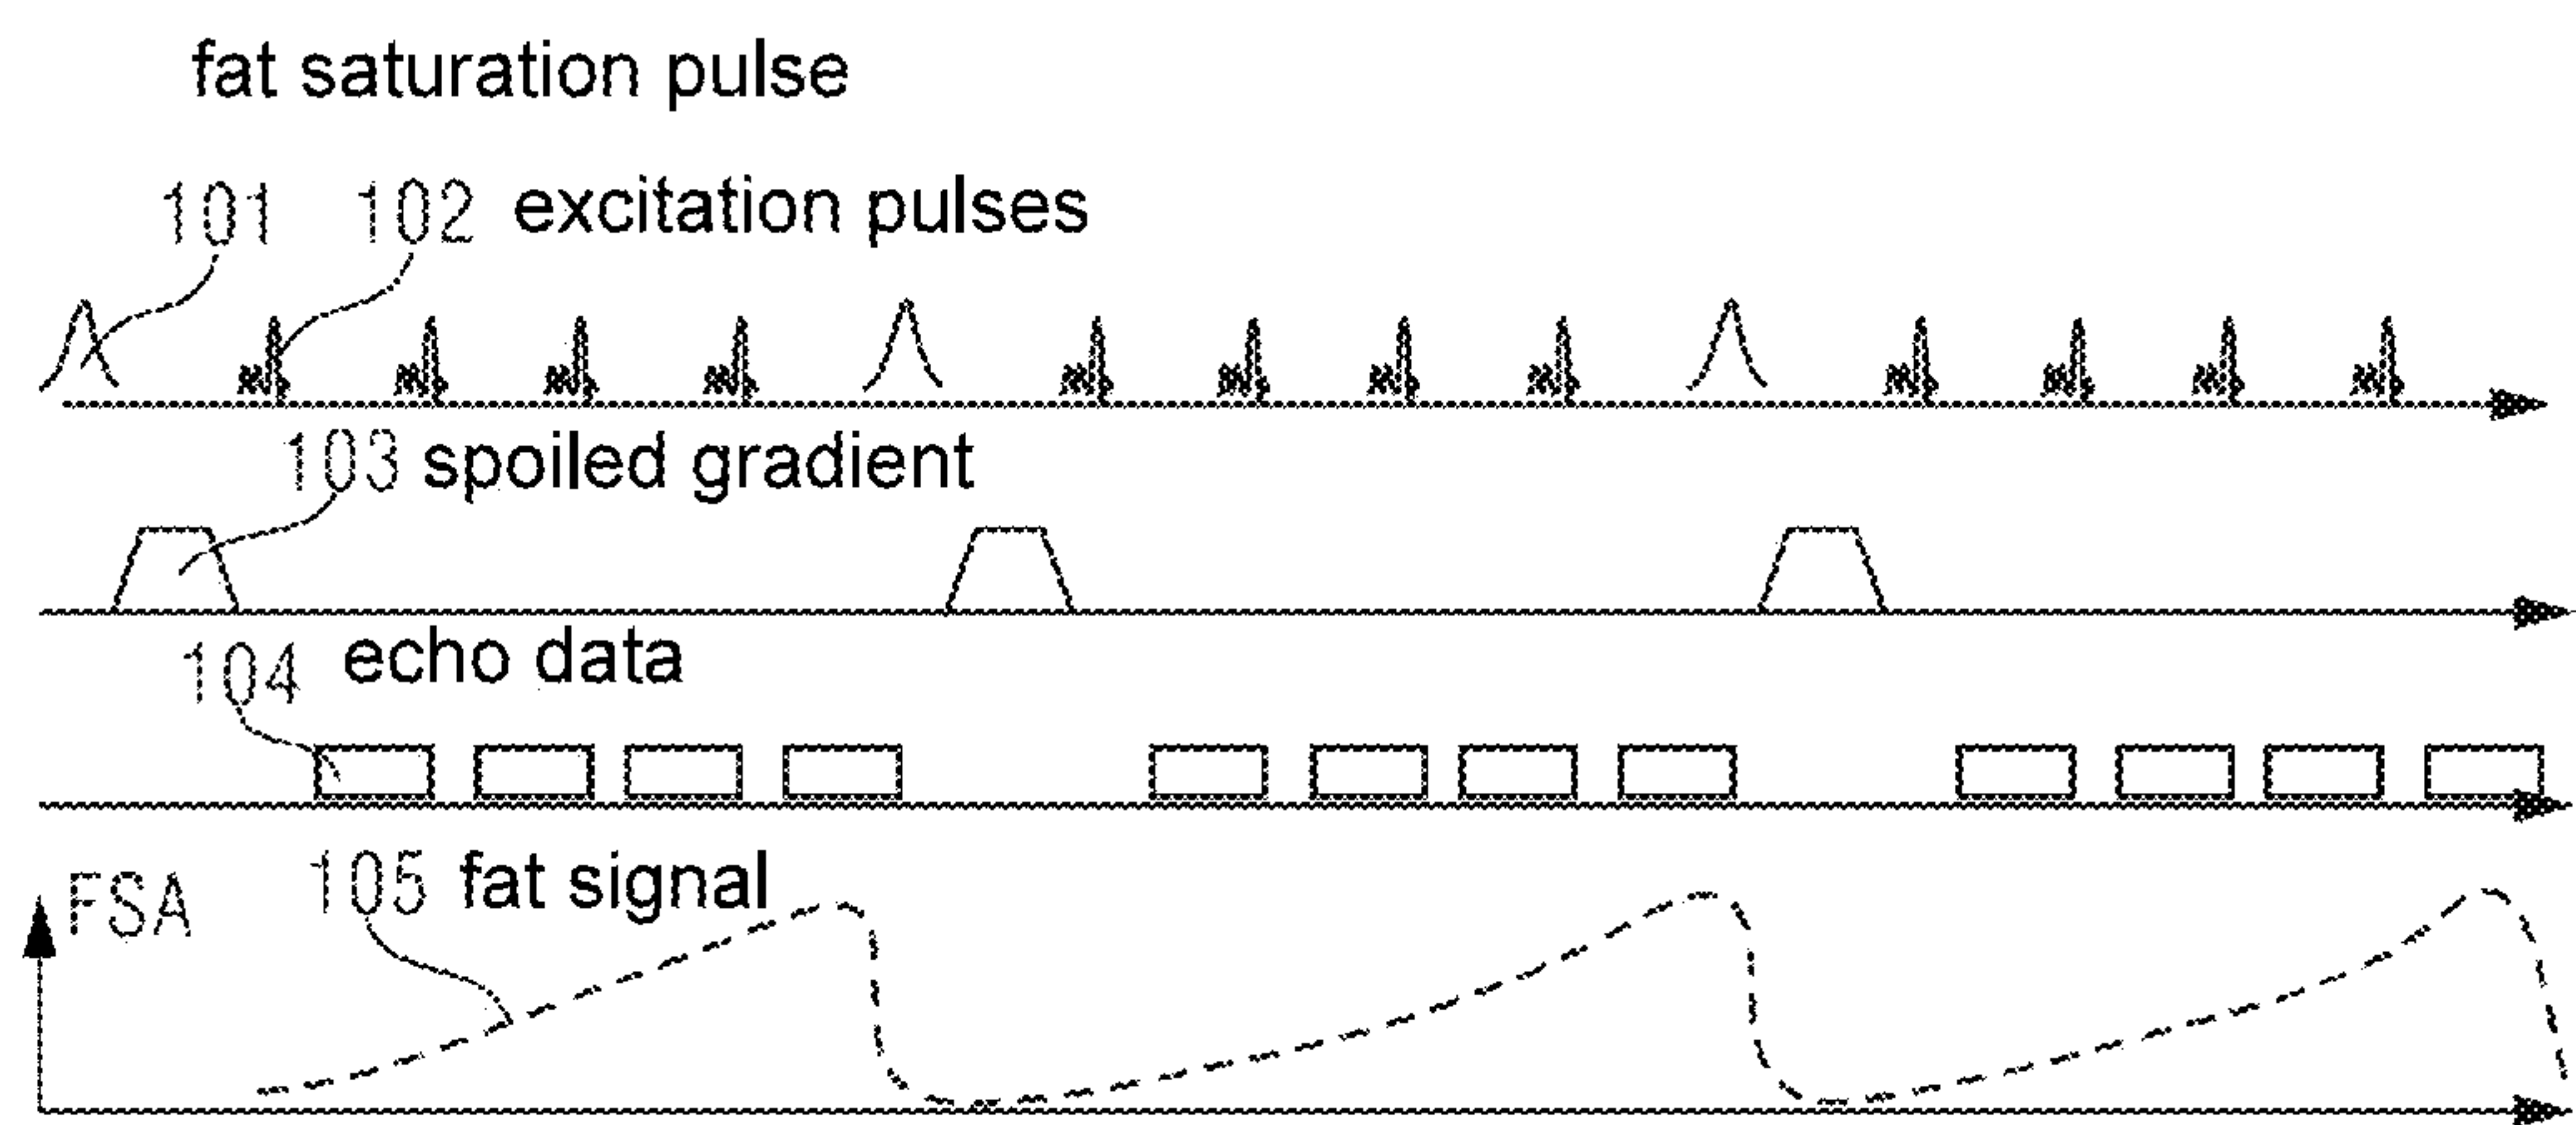 fat saturation pulse
101 102 excitation pulses
103 spoiled gradient
104 echo data
105 fat signal
FSA